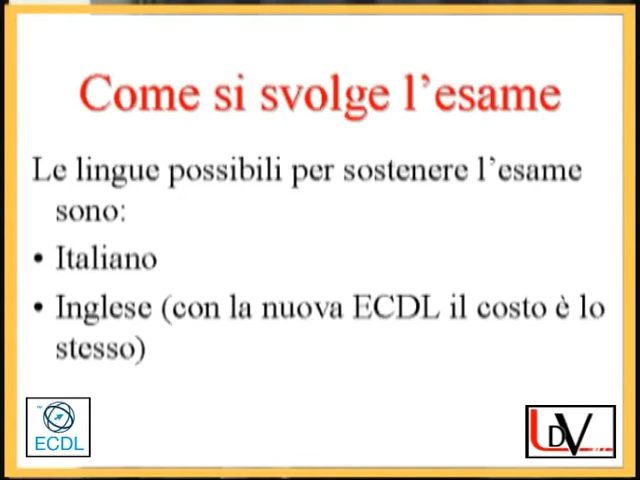 Come si svolge l'esame
Le lingue possibili per sostenere l'esame
sono:
• Italiano
• Inglese (con la nuova ECDL il costo è lo
stesso)
ECDL
LDV